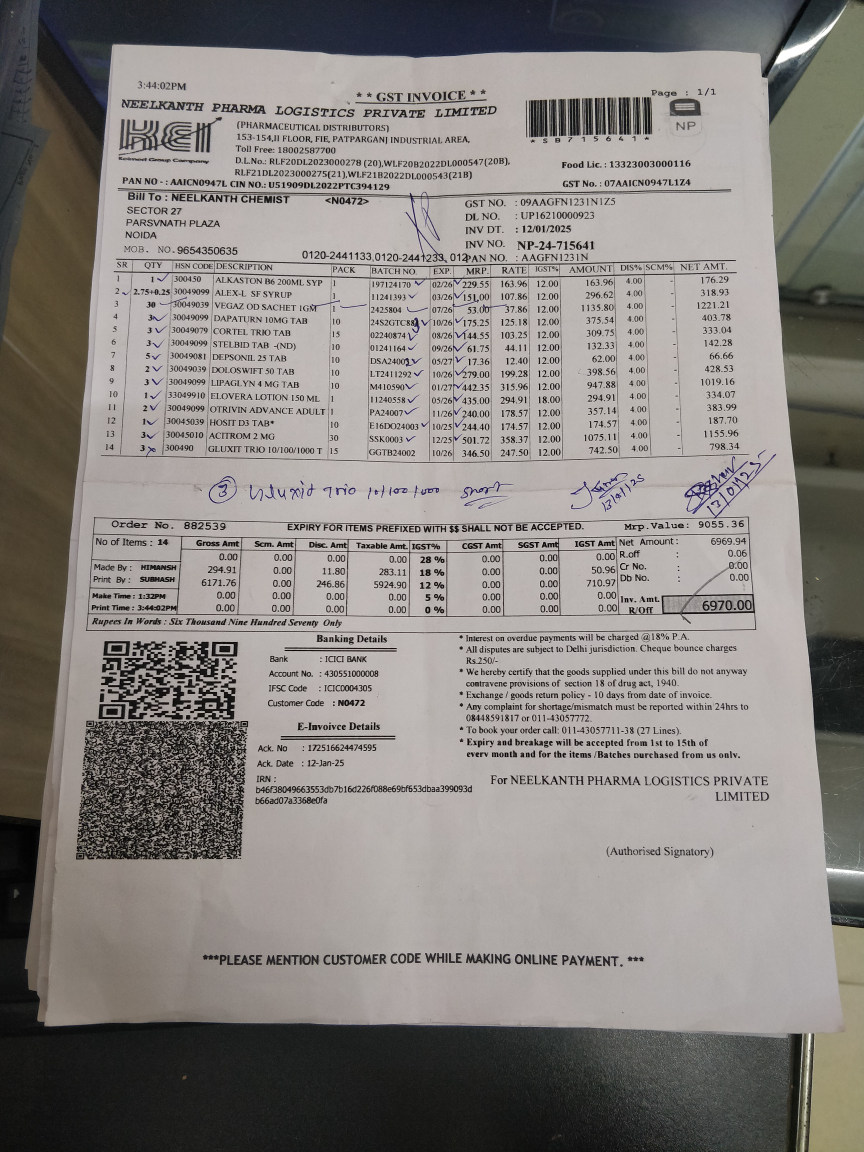 3:44:02PM
* * GST INVOICE * *
Page : 1/1
NEELKANTH PHARMA LOGISTICS PRIVATE LIMITED
(PHARMACEUTICAL DISTRIBUTORS)
153-154,II FLOOR, FIE, PATPARGANJ INDUSTRIAL AREA,
Toll Free: 18002587700
D.L.No.: RLF20DL2023000278 (20),WLF20B2022DL000547(20B),
RLF21DL2023000275(21),WLF21B2022DL000543(21B)
KEI
Keimed Group Company
* S B 7 1 5 6 4 1 *
NP
Food Lic. : 13323003000116
PAN NO - : AAICN0947L CIN NO.: U51909DL2022PTC394129
GST No. : 07AAICN0947L1Z4
Bill To : NEELKANTH CHEMIST <N0472>
SECTOR 27
PARSVNATH PLAZA
NOIDA
MOB. NO.9654350635
0120-2441133,0120-2441233, 012
GST NO. : 09AAGFN1231N1Z5
DL NO. : UP16210000923
INV DT. : 12/01/2025
INV NO. NP-24-715641
PAN NO. : AAGFN1231N
SR QTY HSN CODE DESCRIPTION PACK BATCH NO. EXP. MRP. RATE IGST% AMOUNT DIS% SCM% NET AMT.
1 1 300450 ALKASTON B6 200ML SYP 1 197124170 02/26 229.55 163.96 12.00 163.96 4.00 - 176.29
2 2.75+0.25 30049099 ALEX-L SF SYRUP 1 11241393 03/26 151.00 107.86 12.00 296.62 4.00 - 318.93
3 30 30049039 VEGAZ OD SACHET 1GM 1 2425804 07/26 53.00 37.86 12.00 1135.80 4.00 - 1221.21
4 3 30049099 DAPATURN 10MG TAB 10 24S2GTC88 10/26 175.25 125.18 12.00 375.54 4.00 - 403.78
5 3 30049079 CORTEL TRIO TAB 15 02240874 08/26 144.55 103.25 12.00 309.75 4.00 - 333.04
6 3 30049099 STELBID TAB -(ND) 10 01241164 09/26 61.75 44.11 12.00 132.33 4.00 - 142.28
7 5 30049081 DEPSONIL 25 TAB 10 DSA2400 05/27 17.36 12.40 12.00 62.00 4.00 - 66.66
8 2 30049039 DOLOSWIFT 50 TAB 10 LT2411292 10/26 279.00 199.28 12.00 398.56 4.00 - 428.53
9 3 30049099 LIPAGLYN 4 MG TAB 10 M410590 01/27 442.35 315.96 12.00 947.88 4.00 - 1019.16
10 1 33049910 ELOVERA LOTION 150 ML 1 11240558 05/26 435.00 294.91 18.00 294.91 4.00 - 334.07
11 2 30049099 OTRIVIN ADVANCE ADULT 1 PA24007 11/26 240.00 178.57 12.00 357.14 4.00 - 383.99
12 1 30045039 HOSIT D3 TAB* 10 E16DO24003 10/25 244.40 174.57 12.00 174.57 4.00 - 187.70
13 3 30045010 ACITROM 2 MG 30 SSK0003 12/25 501.72 358.37 12.00 1075.11 4.00 - 1155.96
14 3 300490 GLUXIT TRIO 10/100/1000 T 15 GGTB24002 10/26 346.50 247.50 12.00 742.50 4.00 - 798.34
3 Gluxit Trio 10/100/1000 Short
13/01/25
13/01/25
Order No. 882539 EXPIRY FOR ITEMS PREFIXED WITH $$ SHALL NOT BE ACCEPTED. Mrp.Value: 9055.36
No of Items : 14
Made By : HIMANSH
Print By : SUBHASH
Make Time : 1:32PM
Print Time : 3:44:02PM
Gross Amt Scm. Amt Disc. Amt Taxable Amt. IGST% CGST Amt SGST Amt IGST Amt
0.00 0.00 0.00 0.00 28 % 0.00 0.00 0.00
294.91 0.00 11.80 283.11 18 % 0.00 0.00 50.96
6171.76 0.00 246.86 5924.90 12 % 0.00 0.00 710.97
0.00 0.00 0.00 0.00 5 % 0.00 0.00 0.00
0.00 0.00 0.00 0.00 0 % 0.00 0.00 0.00
Net Amount : 6969.94
R.off : 0.06
Cr No. : 0.00
Db No. : 0.00
Inv. Amt. R/Off 6970.00
Rupees In Words : Six Thousand Nine Hundred Seventy Only
Banking Details
Bank : ICICI BANK
Account No. : 430551000008
IFSC Code : ICIC0004305
Customer Code : N0472
E-Invoivce Details
Ack. No : 172516624474595
Ack. Date : 12-Jan-25
IRN :
b46f38049663553db7b16d226f088e69bf653dbaa399093d
b66ad07a3368e0fa
* Interest on overdue payments will be charged @18% P.A.
* All disputes are subject to Delhi jurisdiction. Cheque bounce charges
Rs.250/-
* We hereby certify that the goods supplied under this bill do not anyway
contravene provisions of section 18 of drug act, 1940.
* Exchange / goods return policy - 10 days from date of invoice.
* Any complaint for shortage/mismatch must be reported within 24hrs to
08448591817 or 011-43057772.
* To book your order call: 011-43057711-38 (27 Lines).
* Expiry and breakage will be accepted from 1st to 15th of
every month and for the items /Batches purchased from us only.
For NEELKANTH PHARMA LOGISTICS PRIVATE
LIMITED
(Authorised Signatory)
***PLEASE MENTION CUSTOMER CODE WHILE MAKING ONLINE PAYMENT. ***